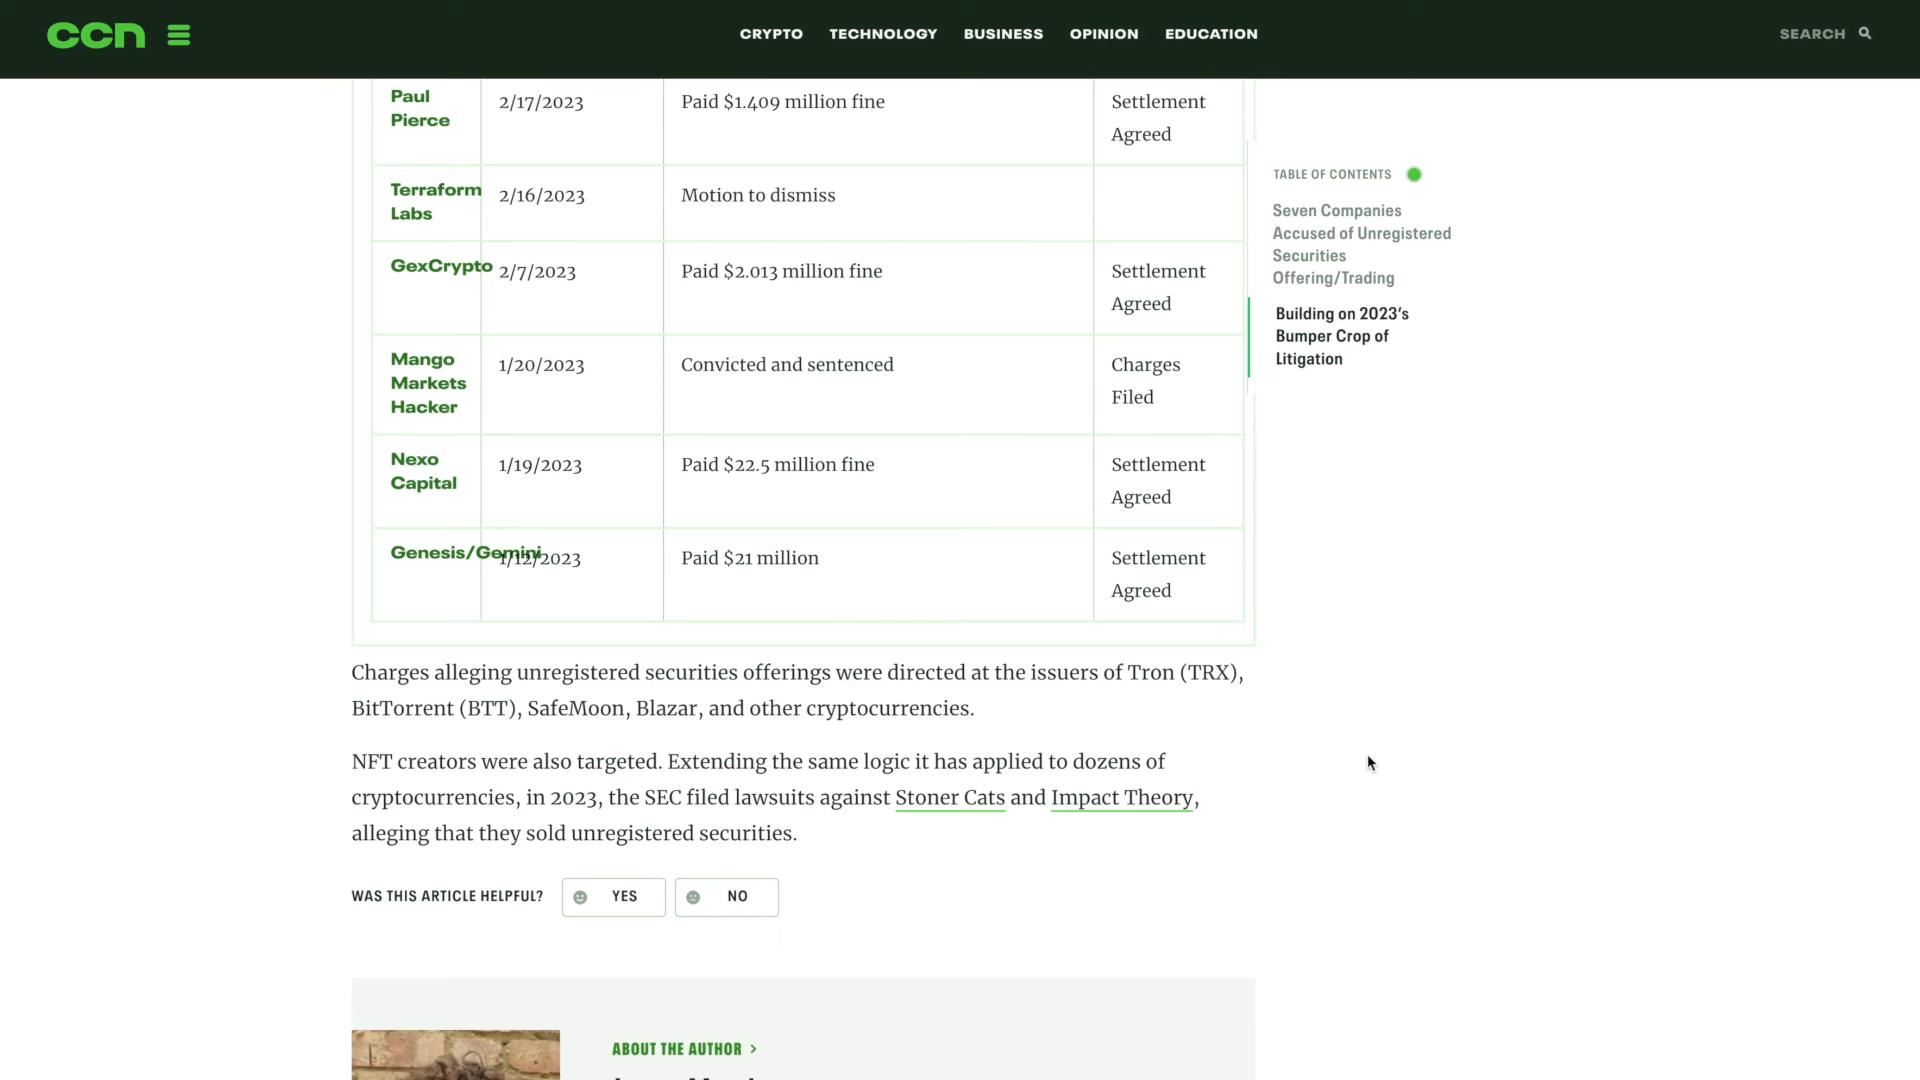 ccn
CRYPTO TECHNOLOGY BUSINESS OPINION EDUCATION
SEARCH
Paul
Pierce
2/17/2023
Paid $1.409 million fine
Settlement
Agreed
Terraform
Labs
2/16/2023
Motion to dismiss
GexCrypto
2/7/2023
Paid $2.013 million fine
Settlement
Agreed
Mango
Markets
Hacker
1/20/2023
Convicted and sentenced
Charges
Filed
Nexo
Capital
1/19/2023
Paid $22.5 million fine
Settlement
Agreed
Genesis/Gemini
1/12/2023
Paid $21 million
Settlement
Agreed
TABLE OF CONTENTS
Seven Companies
Accused of Unregistered
Securities
Offering/Trading
Building on 2023’s
Bumper Crop of
Litigation
Charges alleging unregistered securities offerings were directed at the issuers of Tron (TRX),
BitTorrent (BTT), SafeMoon, Blazar, and other cryptocurrencies.
NFT creators were also targeted. Extending the same logic it has applied to dozens of
cryptocurrencies, in 2023, the SEC filed lawsuits against Stoner Cats and Impact Theory,
alleging that they sold unregistered securities.
WAS THIS ARTICLE HELPFUL? YES NO
ABOUT THE AUTHOR >